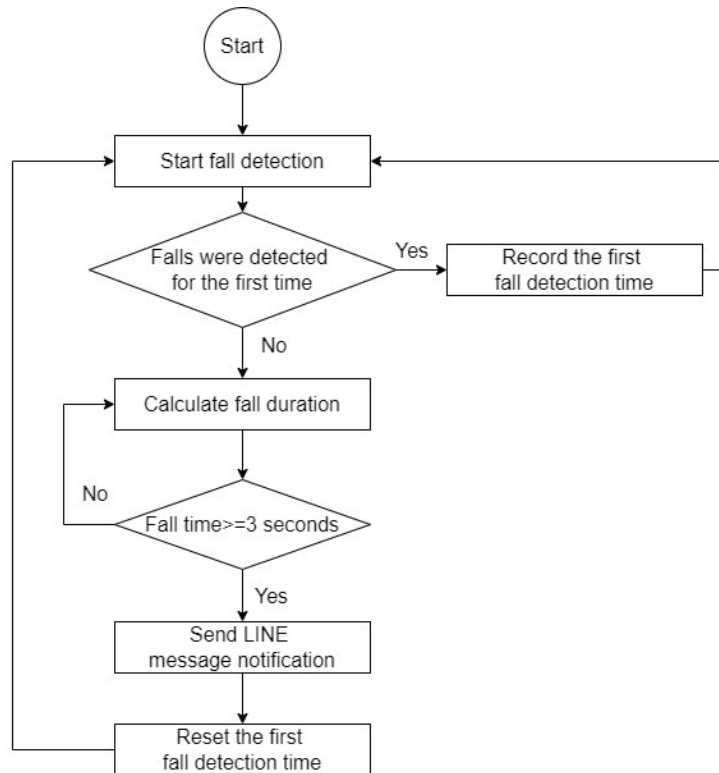 Start
Start fall detection
Falls were detected
for the first time
Yes
Record the first
fall detection time
No
Calculate fall duration
No
Fall time>=3 seconds
Yes
Send LINE
message notification
Reset the first
fall detection time